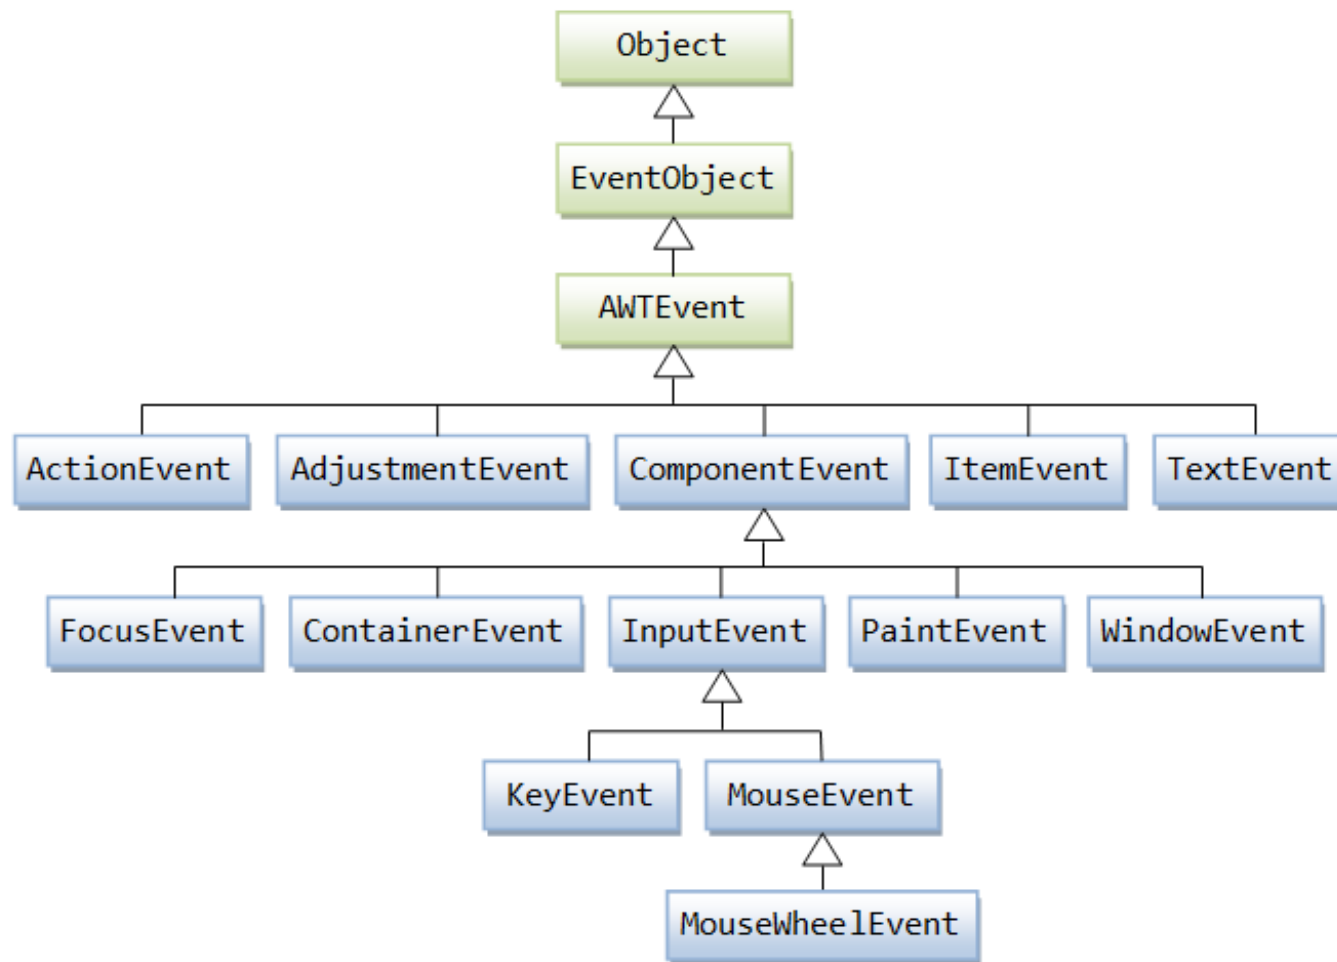 Object
EventObject
AWTEvent
ActionEvent
AdjustmentEvent
ComponentEvent
ItemEvent
TextEvent
FocusEvent
ContainerEvent
InputEvent
PaintEvent
WindowEvent
KeyEvent
MouseEvent
MouseWheelEvent